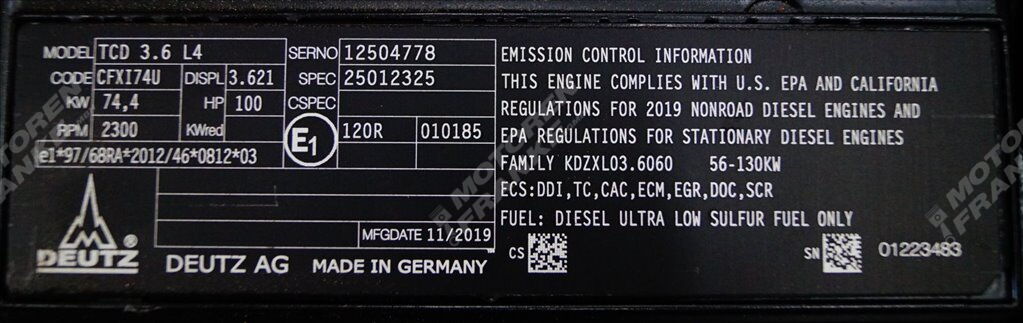 MODEL TCD 3.6 L4 SERNO 12504778
CODE CFXI74U DISPL 3.621 SPEC 25012325
KW 74,4 HP 100 CSPEC
RPM 2300 KWred E1 120R 010185
e1*97/68RA*2012/46*0812*03
MFGDATE 11/2019
DEUTZ ®
DEUTZ AG MADE IN GERMANY
EMISSION CONTROL INFORMATION
THIS ENGINE COMPLIES WITH U.S. EPA AND CALIFORNIA
REGULATIONS FOR 2019 NONROAD DIESEL ENGINES AND
EPA REGULATIONS FOR STATIONARY DIESEL ENGINES
FAMILY KDZXL03.6060 56-130KW
ECS:DDI,TC,CAC,ECM,EGR,DOC,SCR
FUEL: DIESEL ULTRA LOW SULFUR FUEL ONLY
CS SN 01223483
MOTOREN
FRANKEN